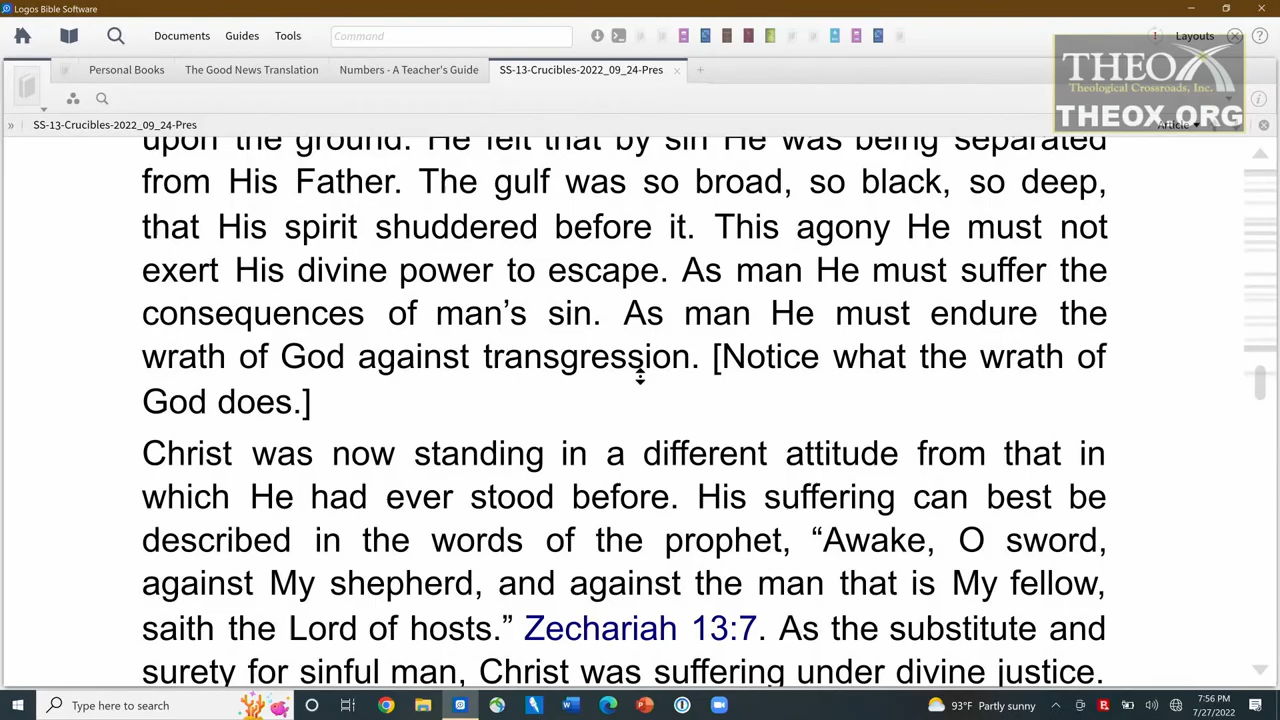 Logos Bible Software
Documents Guides Tools Command Layouts
Personal Books The Good News Translation Numbers - A Teacher's Guide SS-13-Crucibles-2022_09_24-Pres
THEOX
Theological Crossroads, Inc.
THEOX.ORG
SS-13-Crucibles-2022_09_24-Pres Article
upon the ground. He felt that by sin He was being separated
from His Father. The gulf was so broad, so black, so deep,
that His spirit shuddered before it. This agony He must not
exert His divine power to escape. As man He must suffer the
consequences of man’s sin. As man He must endure the
wrath of God against transgression. [Notice what the wrath of
God does.]
Christ was now standing in a different attitude from that in
which He had ever stood before. His suffering can best be
described in the words of the prophet, “Awake, O sword,
against My shepherd, and against the man that is My fellow,
saith the Lord of hosts.” Zechariah 13:7. As the substitute and
surety for sinful man, Christ was suffering under divine justice.
Type here to search 93°F Partly sunny 7:56 PM
7/27/2022